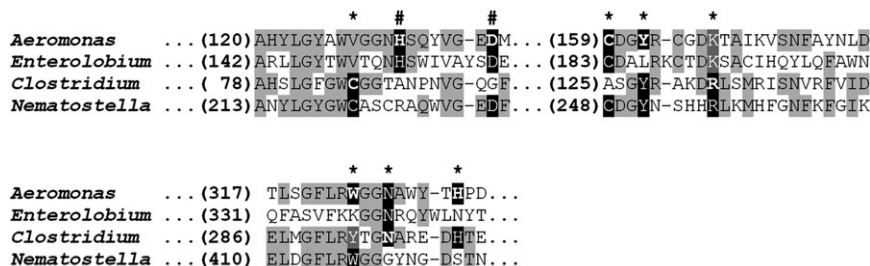 * # # * * *
Aeromonas ...(120) AHYLGYAWVGGNHSQYVG-EDM... (159) CDGYR-CGDKTAIKVSNFAYNLD
Enterolobium ...(142) ARLLGYTWVTQNHSWIVAYSDE... (183) CDALRKCTDKSACIHQYLQFAWN
Clostridium ...( 78) AHSLGFGWCGGTANPNVG-QGF... (125) ASGYR-AKDRLSMRISNVRFVID
Nematostella ...(213) ANYLGYGWCASCRAQWVG-EDF... (248) CDGYN-SHHRLKMHFGNFKFGIK
* * *
Aeromonas ...(317) TLSGFLRWGGNAWYTHPD...
Enterolobium ...(331) QFASVFKKGGNRQYWLNYT...
Clostridium ...(286) ELMGFLRYTGNARE-DHTE...
Nematostella ...(410) ELDGFLRWGGGYNG-DSTN...